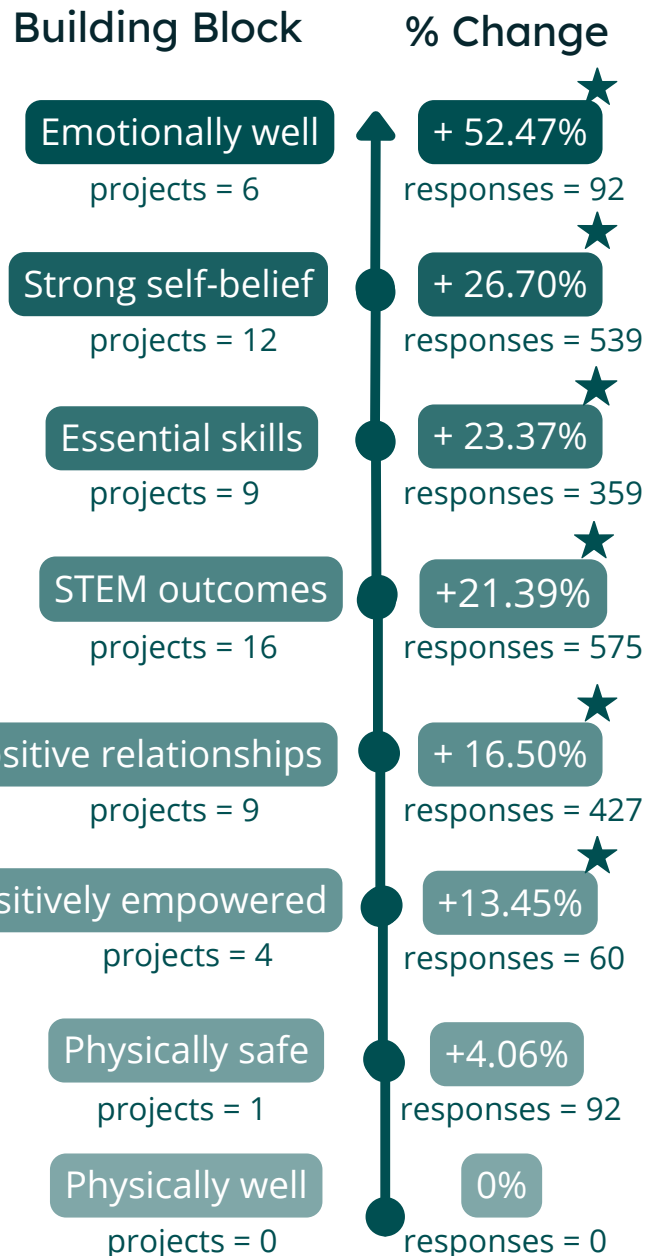 Building Block % Change
Emotionally well + 52.47%
projects = 6 responses = 92
Strong self-belief + 26.70%
projects = 12 responses = 539
Essential skills + 23.37%
projects = 9 responses = 359
STEM outcomes +21.39%
projects = 16 responses = 575
sitive relationships + 16.50%
projects = 9 responses = 427
sitively empowered +13.45%
projects = 4 responses = 60
Physically safe +4.06%
projects = 1 responses = 92
Physically well 0%
projects = 0 responses = 0